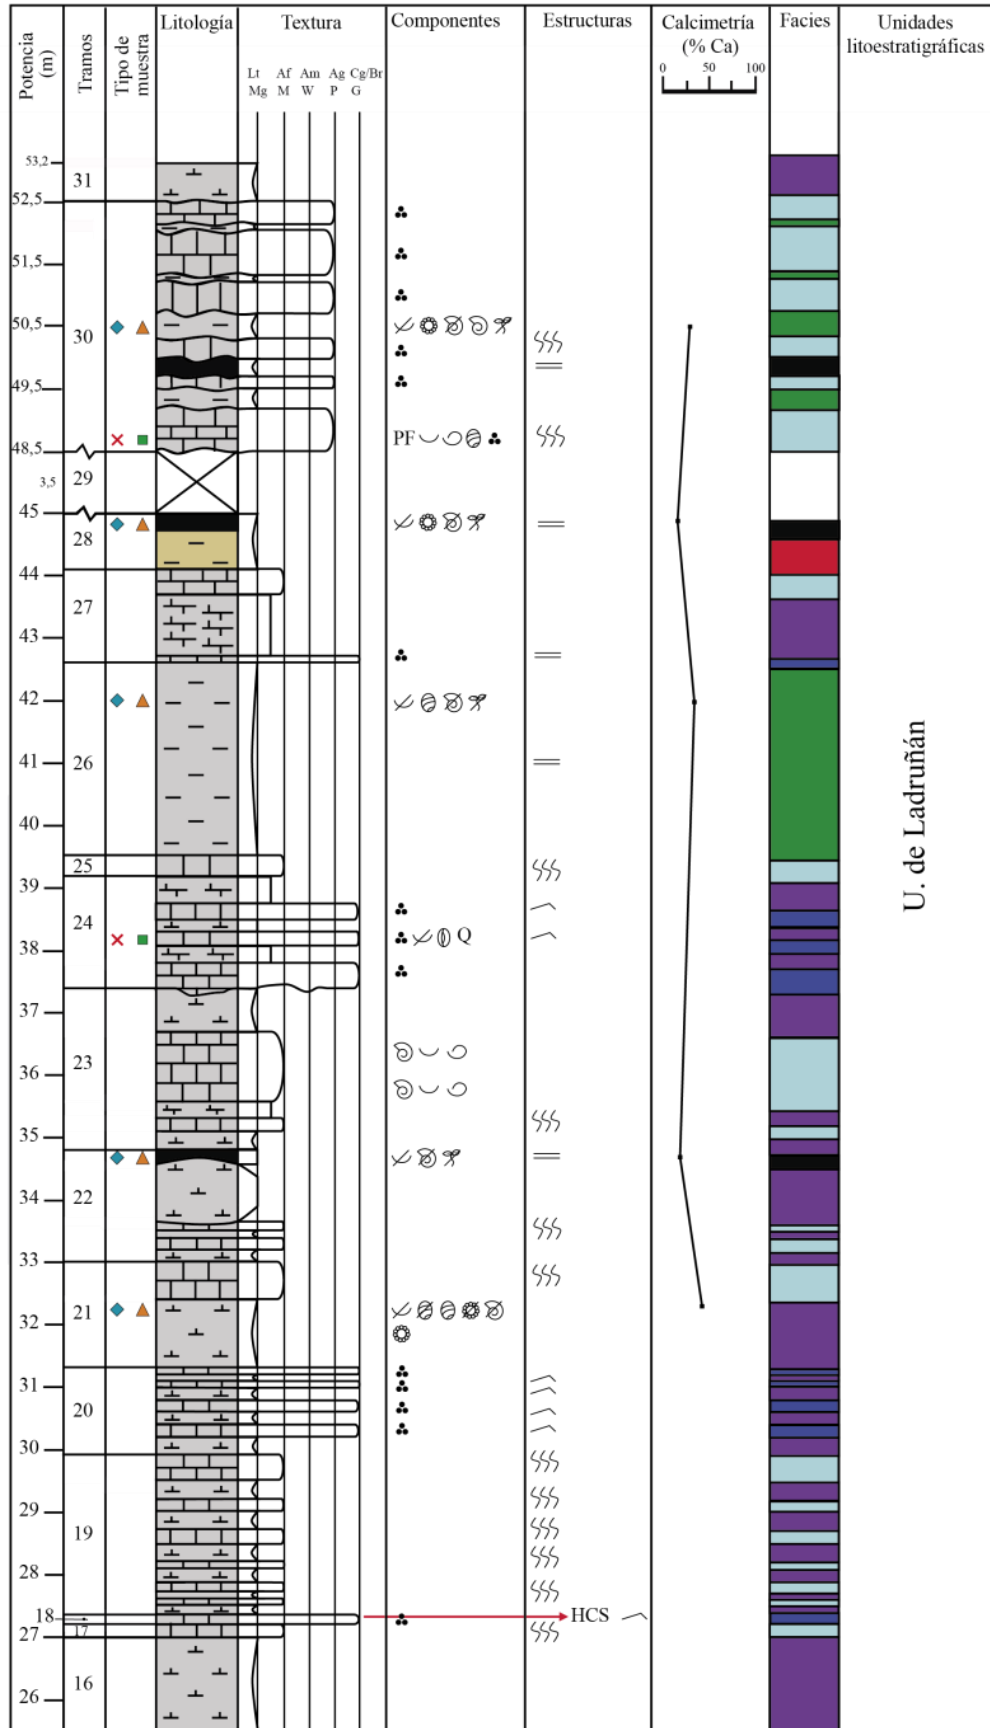 Potencia
(m)
Tramos
Tipo de
muestra
Litología
Textura
Componentes
Estructuras
Calcimetría
(% Ca)
Facies
Unidades
litoestratigráficas
0 50 100
Lt Af Am Ag Cg/Br
Mg M W P G
53,2
31
52,5
51,5
50,5
30
49,5
PF
48,5
29
3,5
45
28
44
27
43
42
26
41
40
25
39
24
Q
38
37
23
36
35
22
34
33
21
32
31
20
30
29
19
28
18
HCS
17
27
16
26
U. de Ladruñán